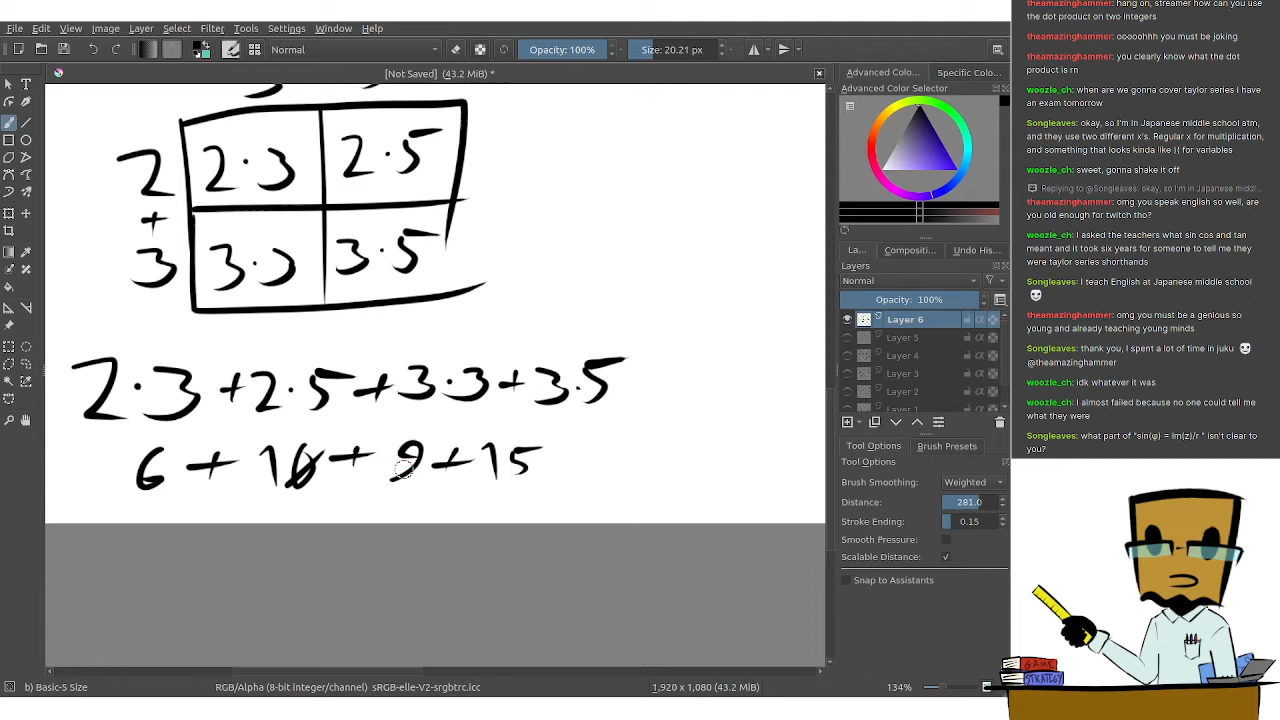 theamazinghammer: hang on, streamer how can you use
the dot product on two integers
theamazinghammer: ooooohhh you must be joking
theamazinghammer: you clearly know what the dot
product is rn
woozle_ch: when are we gonna cover taylor series I have
an exam tomorrow
Songleaves: okay, so I'm in Japanese middle school atm,
and they use two different x's. Regular x for multiplication,
and something that looks kinda like )( for variables
woozle_ch: sweet, gonna shake it off
Replying to @Songleaves: okay, so I'm in Japanese middl...
theamazinghammer: omg you speak english so well, are
you old enough for twitch tho?
woozle_ch: I asked the teachers what sin cos and tan
meant and it took six years for someone to tell me they
were taylor series shorthands
Songleaves: I teach English at Japanese middle school
theamazinghammer: omg you must be a genious so
young and already teaching young minds
Songleaves: thank you, I spent a lot of time in juku
@theamazinghammer
woozle_ch: idk whatever it was
woozle_ch: I almost failed because no one could tell me
what they were
Songleaves: what part of "sin(φ) = Im(z)/r " isn't clear to
you?
File Edit View Image Layer Select Filter Tools Settings Window Help
Normal
Opacity: 100%
Size: 20.21 px
[Not Saved] (43.2 MiB) *
Advanced Colo...
Specific Colo...
Advanced Color Selector
2·3 2·5
2
+
3
3·3 3·5
2·3+2·5+3·3+3·5
6+10+9+15
La...
Compositi...
Undo His...
Layers
Normal
Opacity: 100%
Layer 6
Layer 5
Layer 4
Layer 3
Layer 2
Layer 1
Tool Options
Brush Presets
Tool Options
Brush Smoothing: Weighted
Distance: 281.0
Stroke Ending: 0.15
Smooth Pressure:
Scalable Distance: ✓
Snap to Assistants
b) Basic-5 Size
RGB/Alpha (8-bit integer/channel) sRGB-elle-V2-srgbtrc.icc
1,920 x 1,080 (43.2 MiB)
134%
GAME
STRATEGY